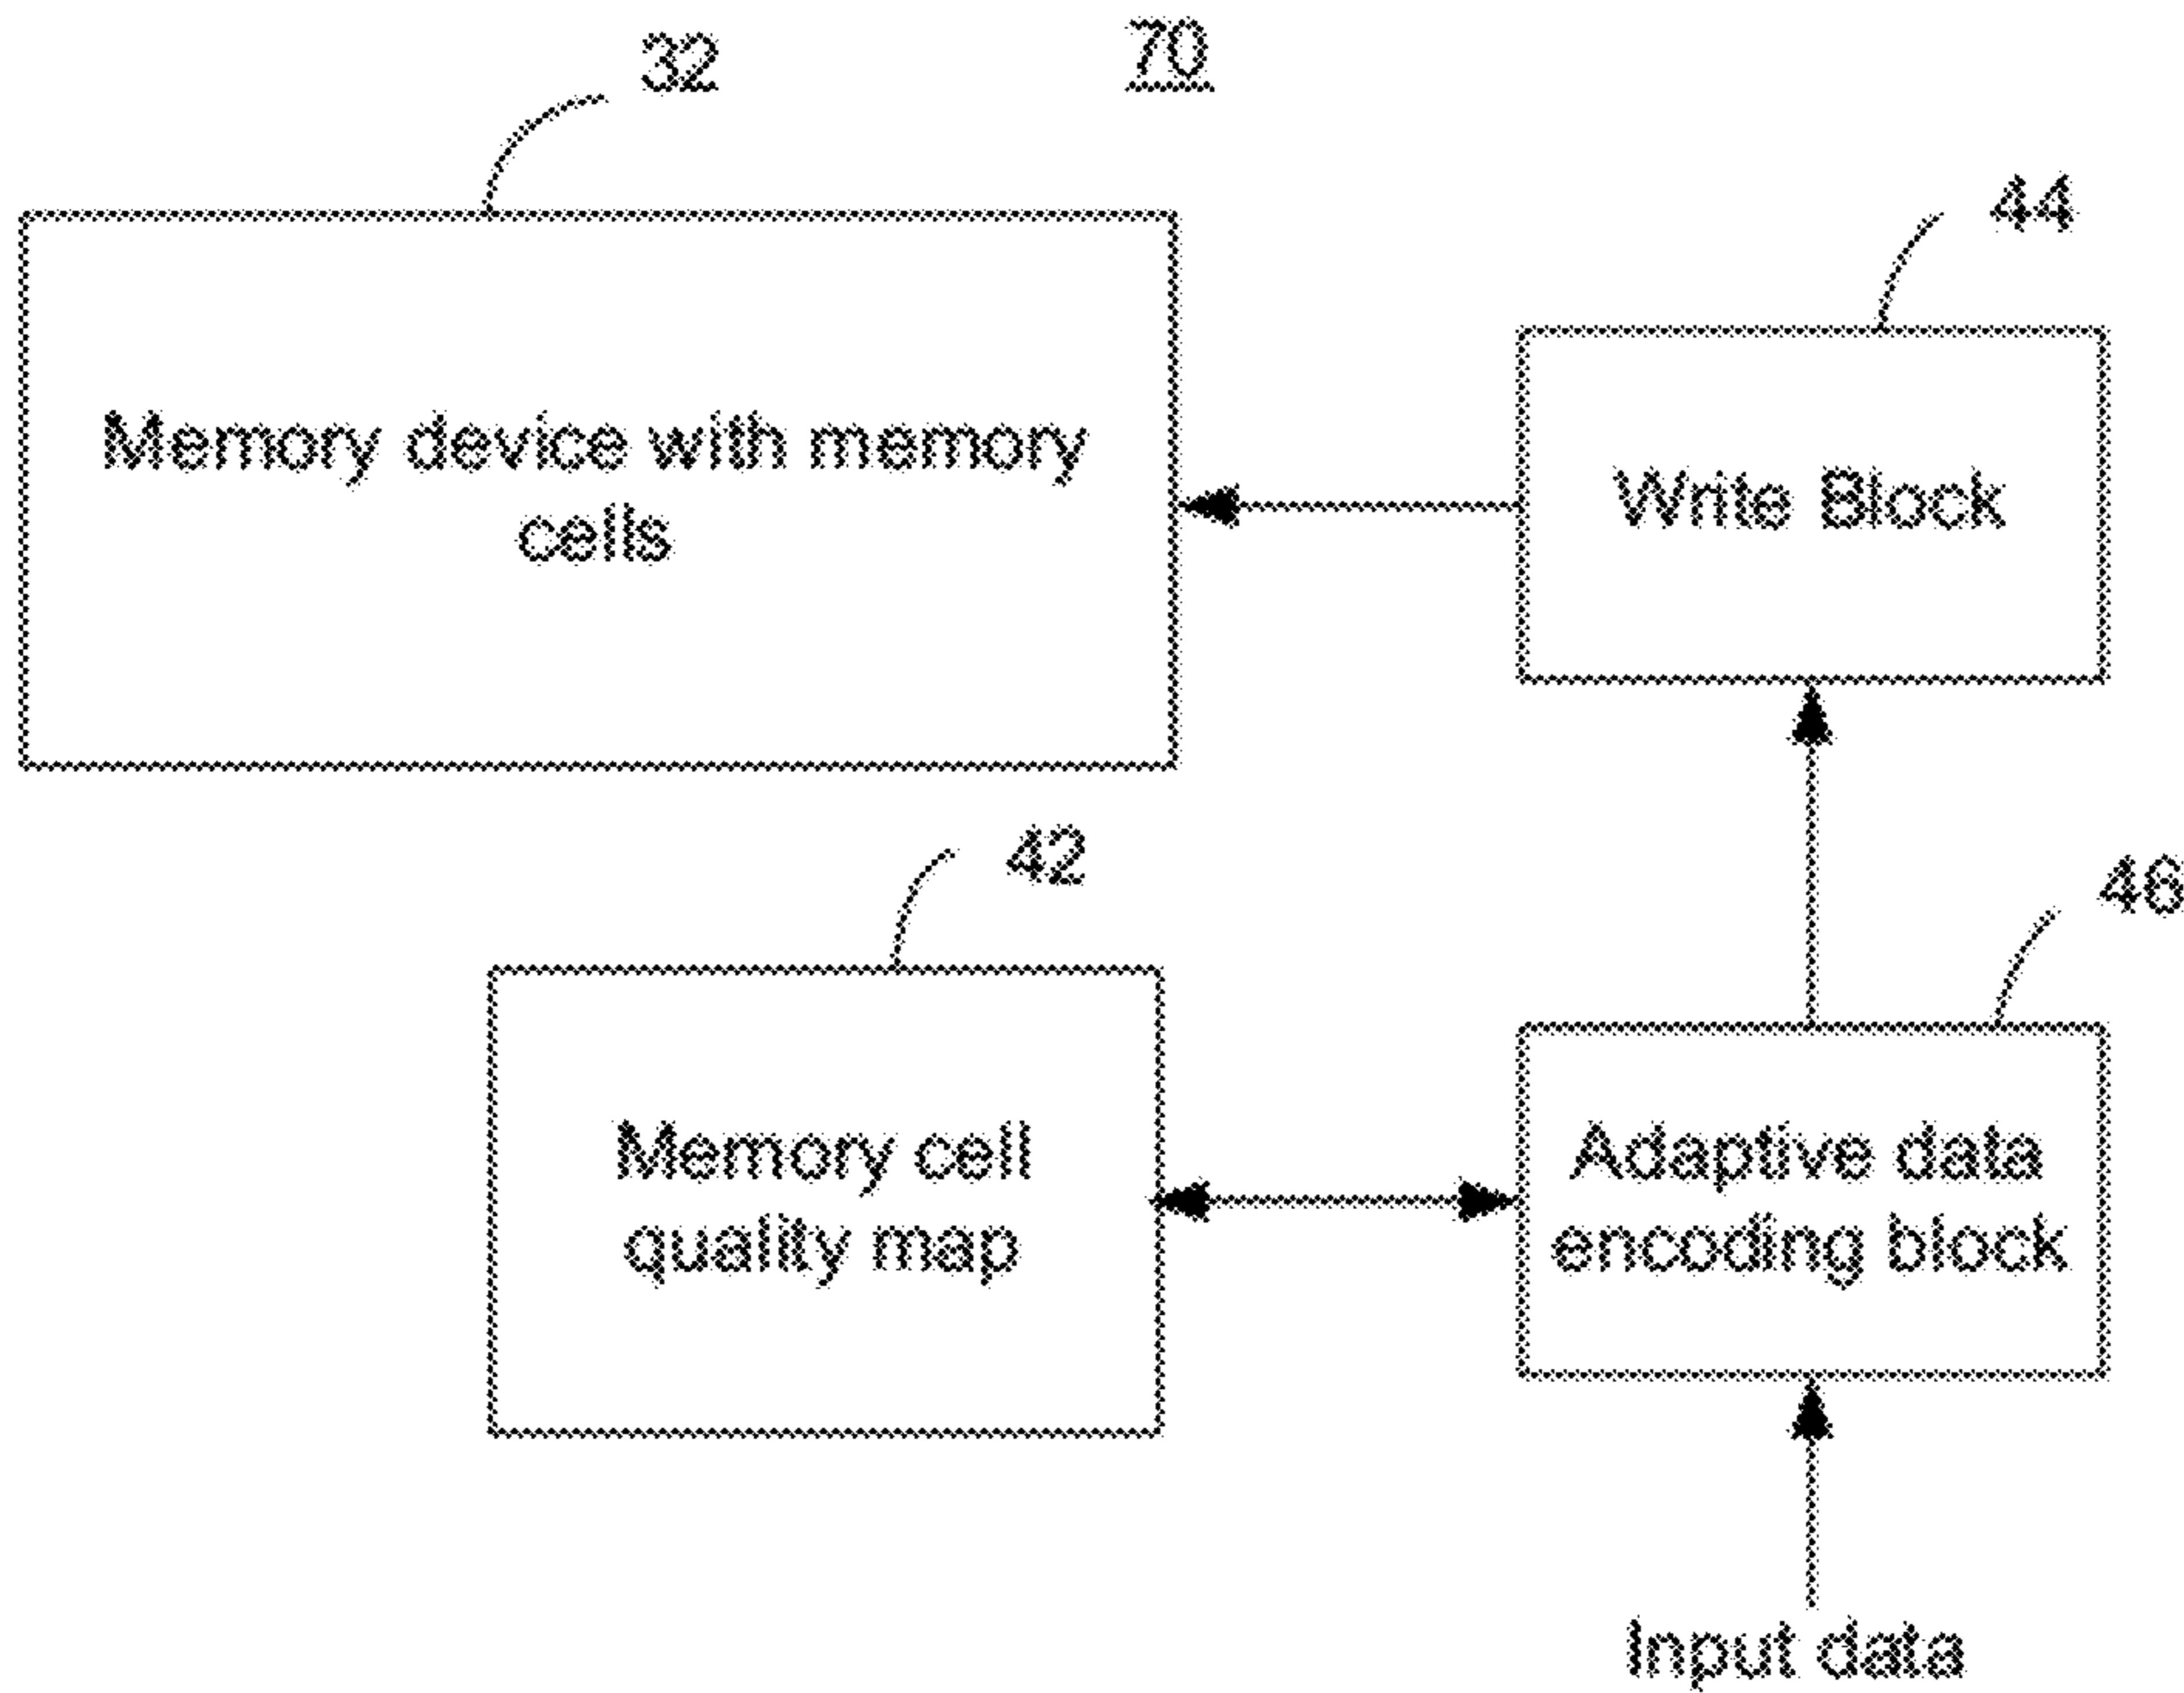 32
70
44
Memory device with memory
cells
Write Block
42
46
Memory cell
quality map
Adaptive data
encoding block
Input data